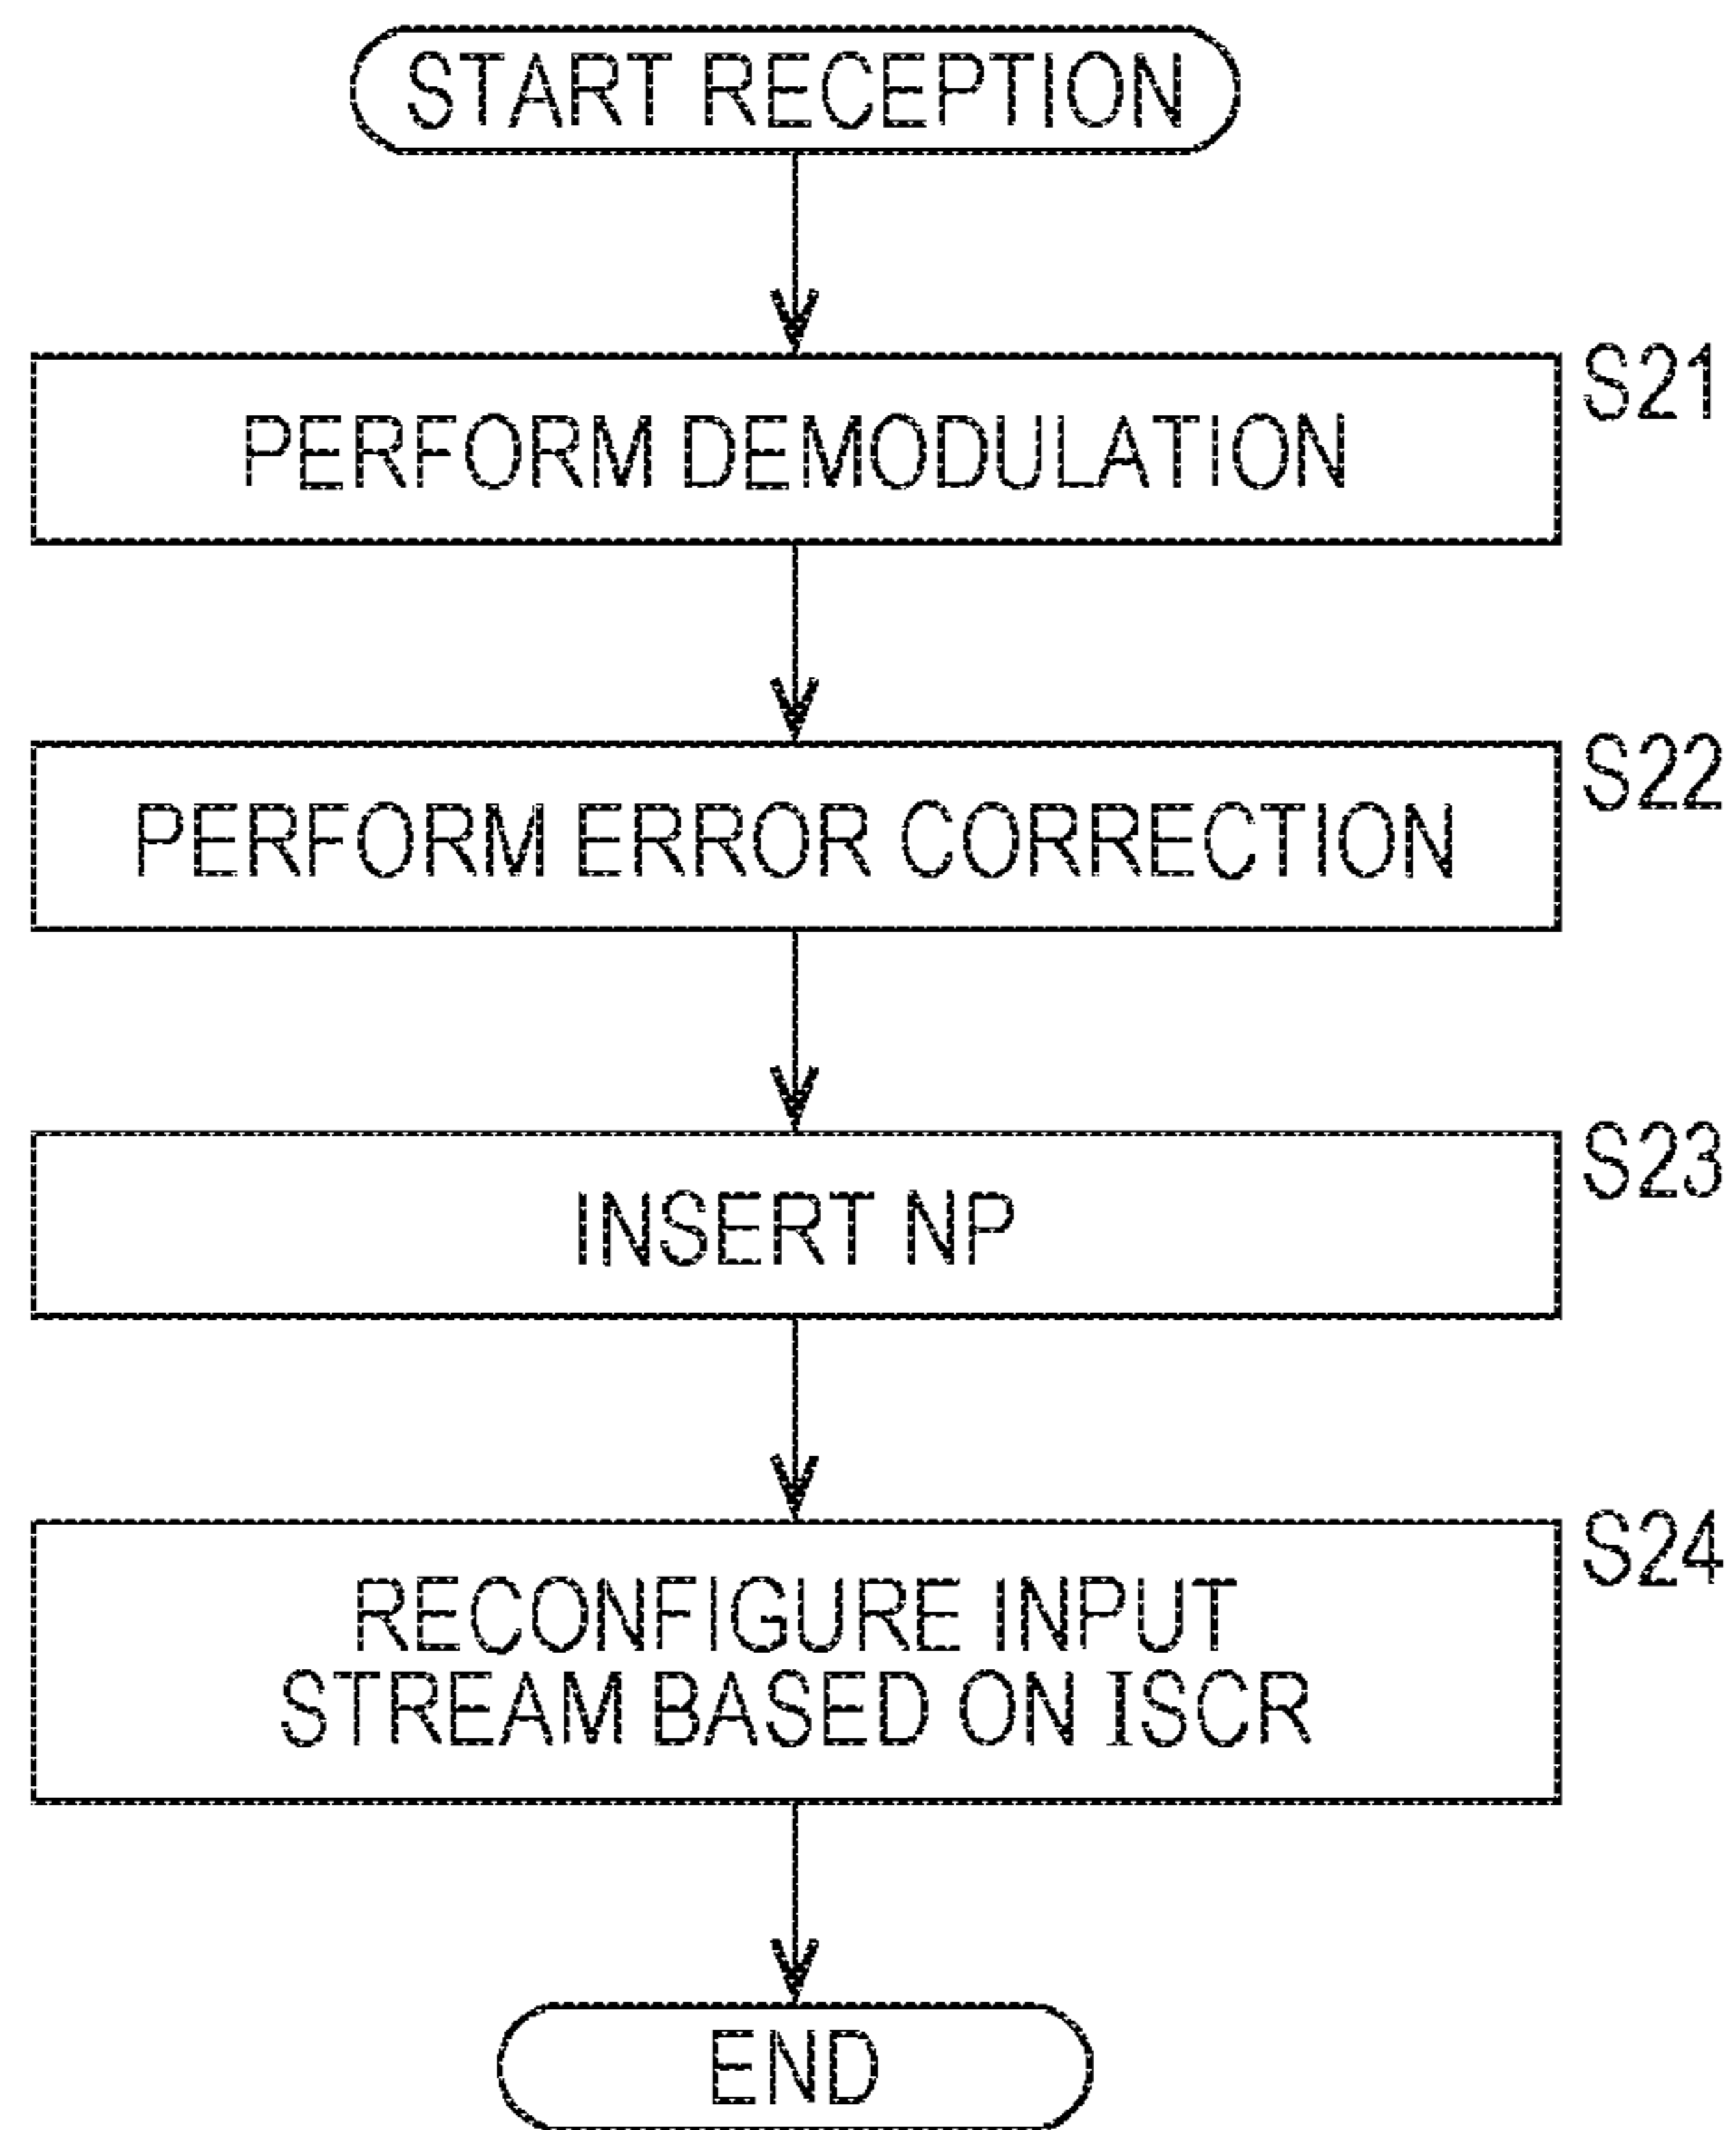 START RECEPTION
S21
PERFORM DEMODULATION
S22
PERFORM ERROR CORRECTION
S23
INSERT NP
S24
RECONFIGURE INPUT
STREAM BASED ON ISCR
END